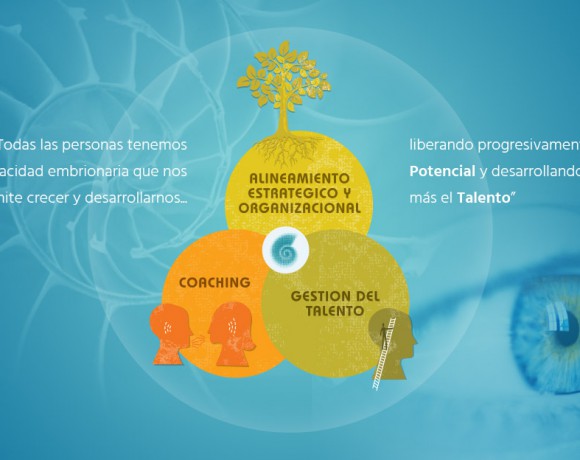 Todas las personas tenemos
acidad embrionaria que nos
mite crecer y desarrollarnos...
ALINEAMIENTO
ESTRATEGICO Y
ORGANIZACIONAL
liberando progresivament
Potencial y desarrollando
más el Talento”
COACHING
GESTION DEL
TALENTO